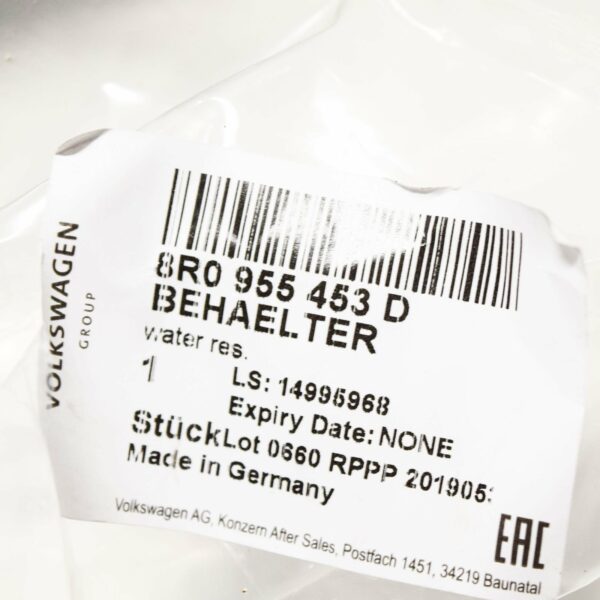 VOLKSWAGEN
GROUP
8R0 955 453 D
BEHAELTER
water res.
1 LS: 14995968
Expiry Date: NONE
Stück Lot 0660 RPPP 201905
Made in Germany
EAC
Volkswagen AG, Konzern After Sales, Postfach 1451, 34219 Baunatal